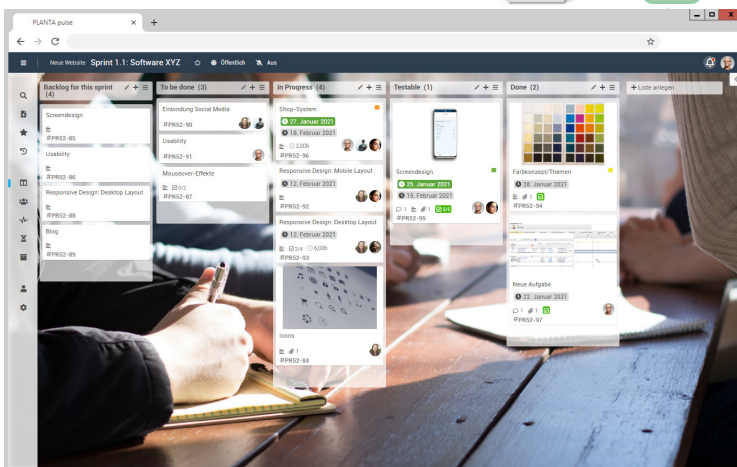 PLANTA pulse
Neue Website Sprint 1.1: Software XYZ Öffentlich Aus
Backlog for this sprint (4)
Screendesign
#PR52-85
Usability
#PR52-86
Responsive Design: Desktop Layout
#PR52-88
Blog
#PR52-89
To be done (3)
Einbindung Social Media
#PR52-90
Usability
#PR52-91
Mouseover-Effekte
0/2
#PR52-87
In Progress (4)
Shop-System
27. Januar 2021
18. Februar 2021
2,00h
#PR52-96
Responsive Design: Mobile Layout
12. Februar 2021
#PR52-92
Responsive Design: Desktop Layout
12. Februar 2021
2/4 6,00h
#PR52-93
Icons
1
#PR52-84
Testable (1)
Screendesign
25. Januar 2021
15. Februar 2021
1 1 5/5
#PR52-95
Done (2)
Farbkonzept/Themen
28. Januar 2021
1
#PR52-94
Neue Aufgabe
22. Januar 2021
1 1
#PR52-97
+ Liste anlegen